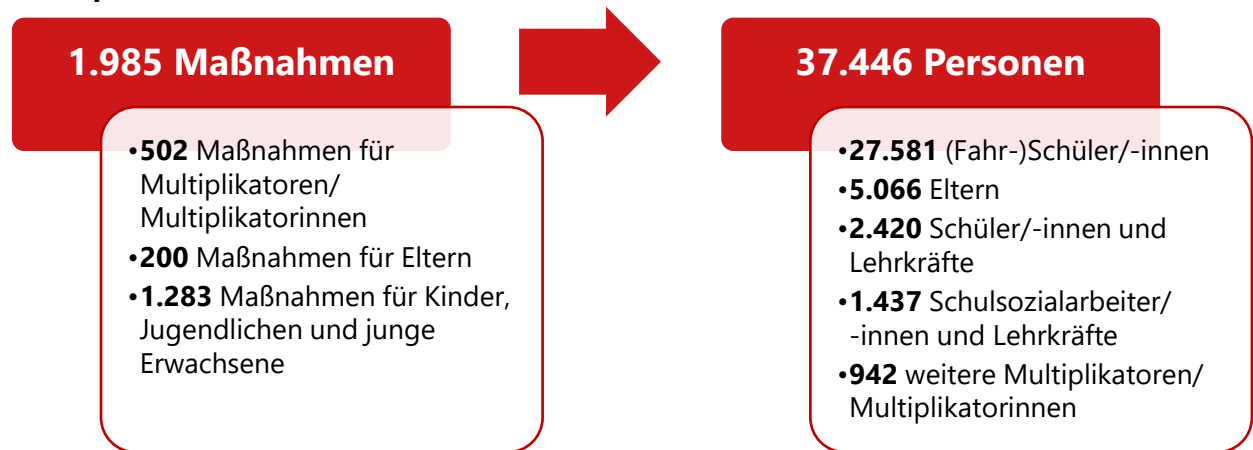 1.985 Maßnahmen
•502 Maßnahmen für
Multiplikatoren/
Multiplikatorinnen
•200 Maßnahmen für Eltern
•1.283 Maßnahmen für Kinder,
Jugendlichen und junge
Erwachsene
37.446 Personen
•27.581 (Fahr-)Schüler/-innen
•5.066 Eltern
•2.420 Schüler/-innen und
Lehrkräfte
•1.437 Schulsozialarbeiter/
-innen und Lehrkräfte
•942 weitere Multiplikatoren/
Multiplikatorinnen